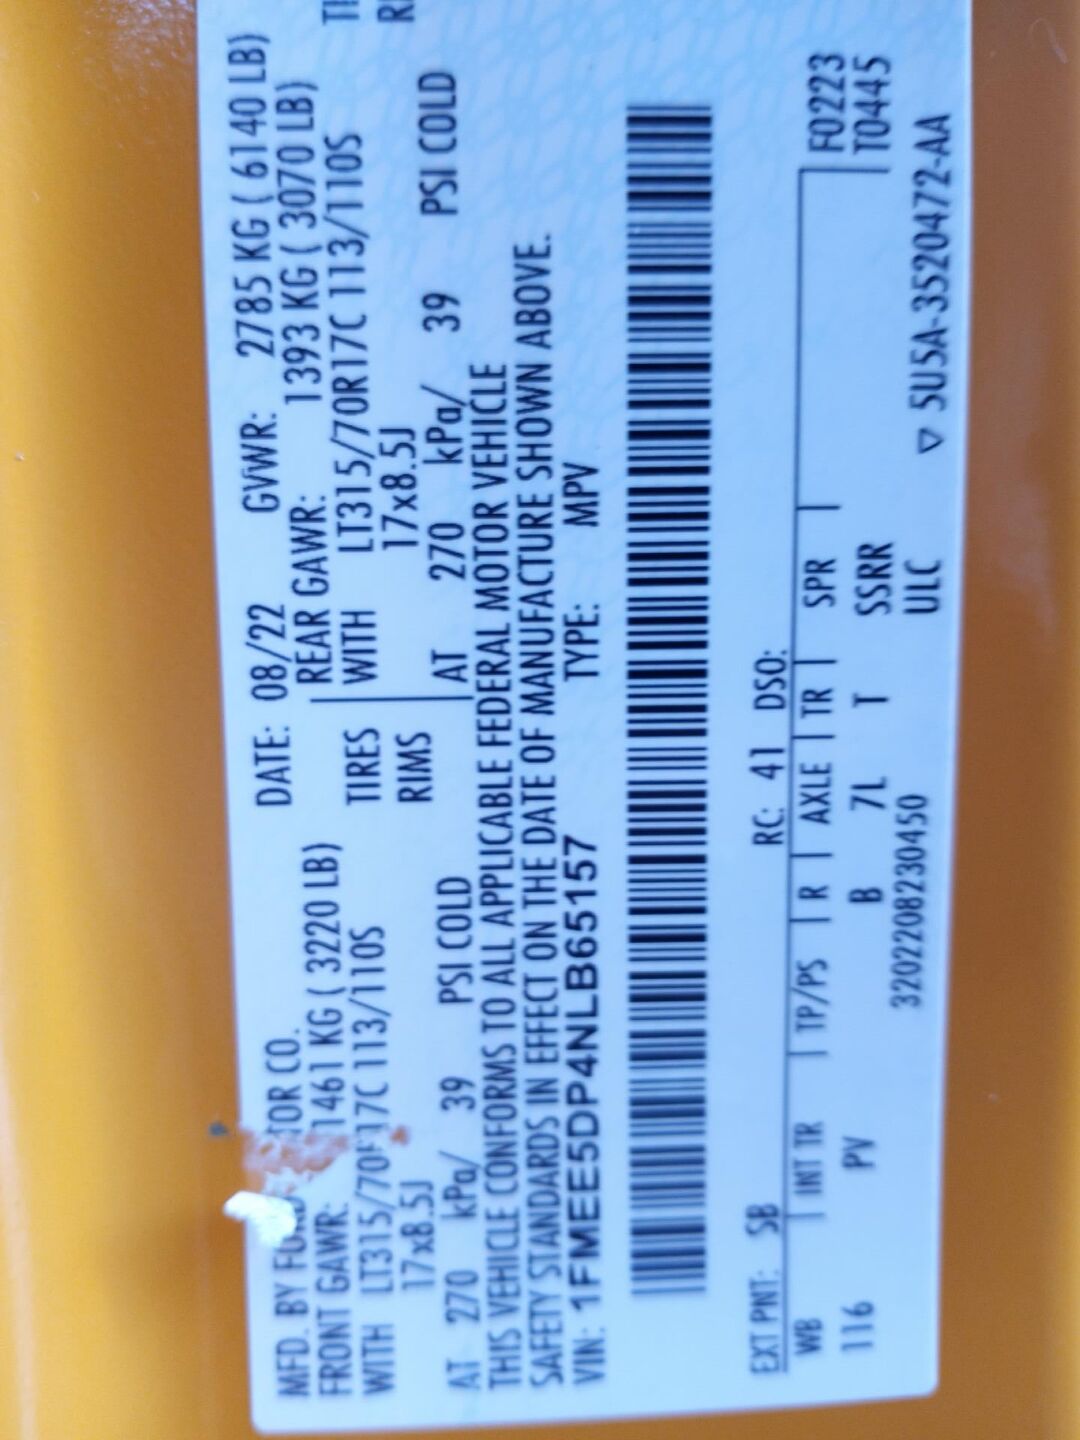 MFD. BY FORD MOTOR CO. DATE: 08/22 GVWR: 2785 KG ( 6140 LB)
FRONT GAWR: 1461 KG ( 3220 LB) REAR GAWR: 1393 KG ( 3070 LB)
WITH LT315/70R17C 113/110S TIRES WITH LT315/70R17C 113/110S
17x8.5J RIMS 17x8.5J
AT 270 kPa/ 39 PSI COLD AT 270 kPa/ 39 PSI COLD
THIS VEHICLE CONFORMS TO ALL APPLICABLE FEDERAL MOTOR VEHICLE
SAFETY STANDARDS IN EFFECT ON THE DATE OF MANUFACTURE SHOWN ABOVE.
VIN: 1FMEE5DP4NLB65157 TYPE: MPV
EXT PNT: SB RC: 41 DSO:
WB INT TR TP/PS R AXLE TR SPR F0223
116 PV B 7L T SSRR T0445
3202208230450 ULC ▽ 5U5A-3520472-AA